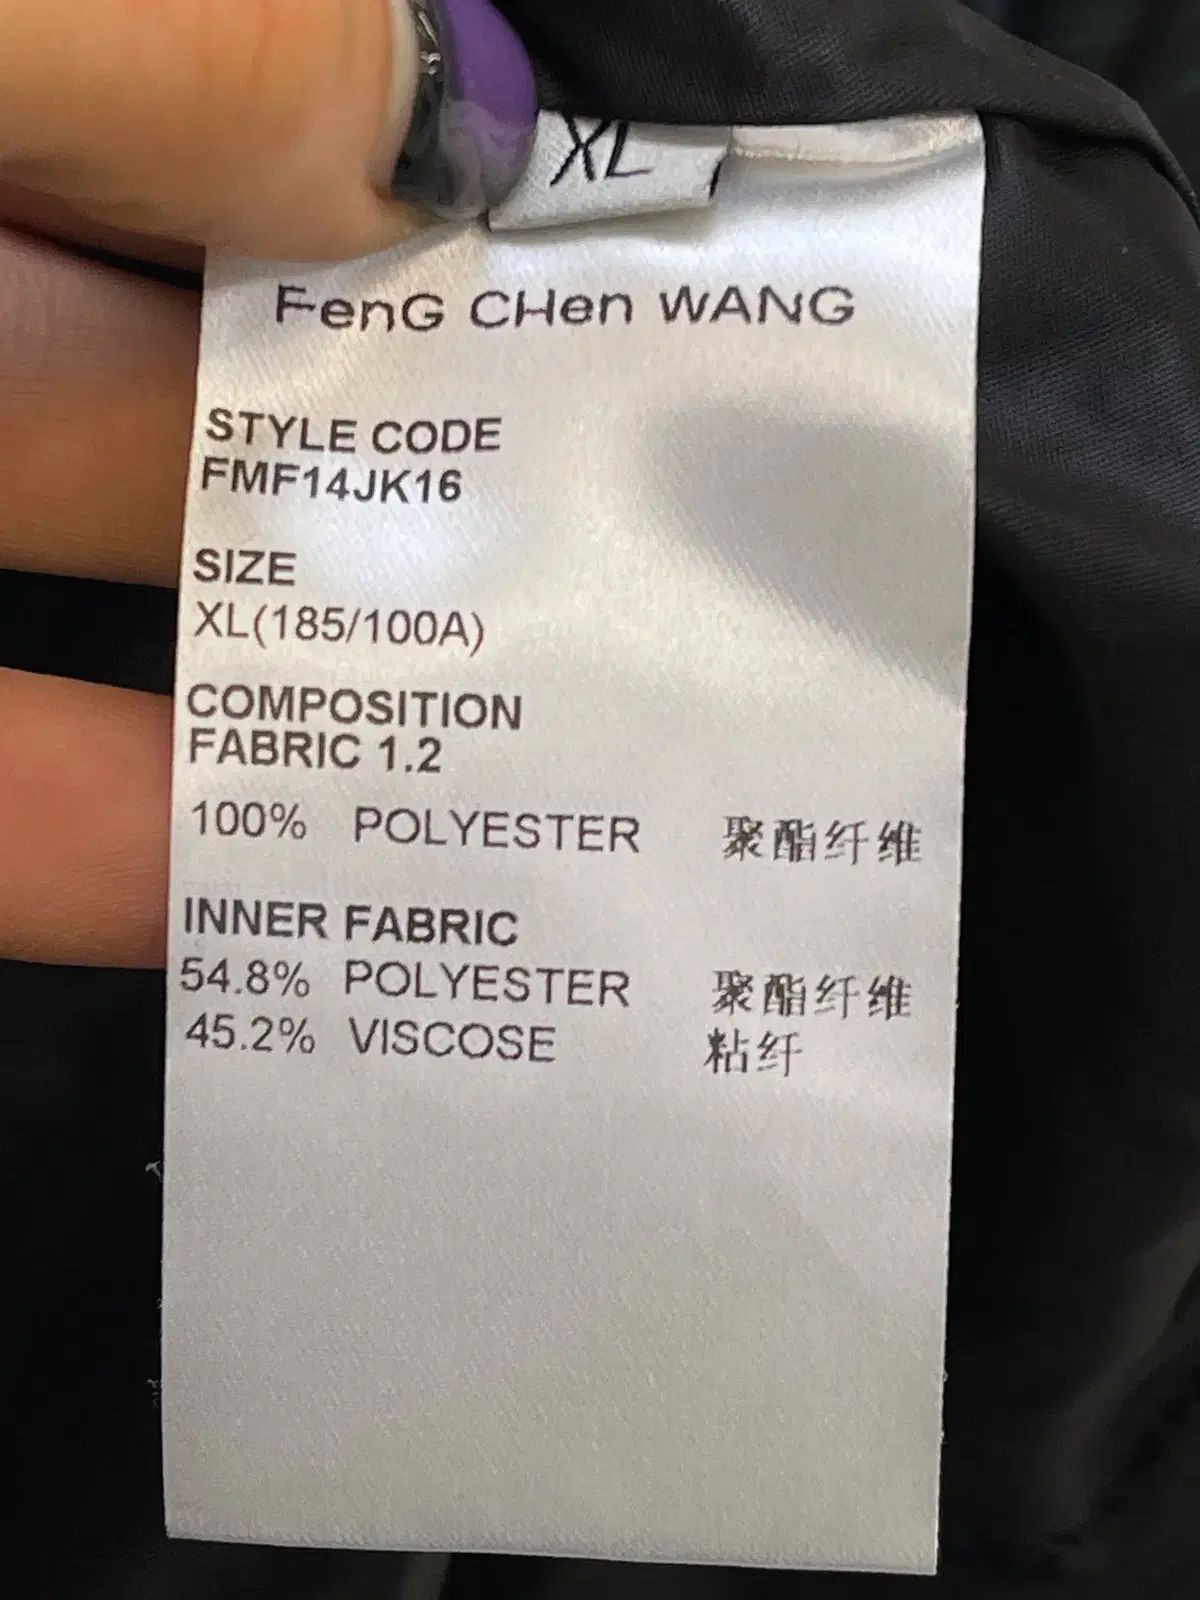 XL
FenG CHen WANG
STYLE CODE
FMF14JK16
SIZE
XL(185/100A)
COMPOSITION
FABRIC 1.2
100% POLYESTER 聚酯纤维
INNER FABRIC
54.8% POLYESTER 聚酯纤维
45.2% VISCOSE 粘纤